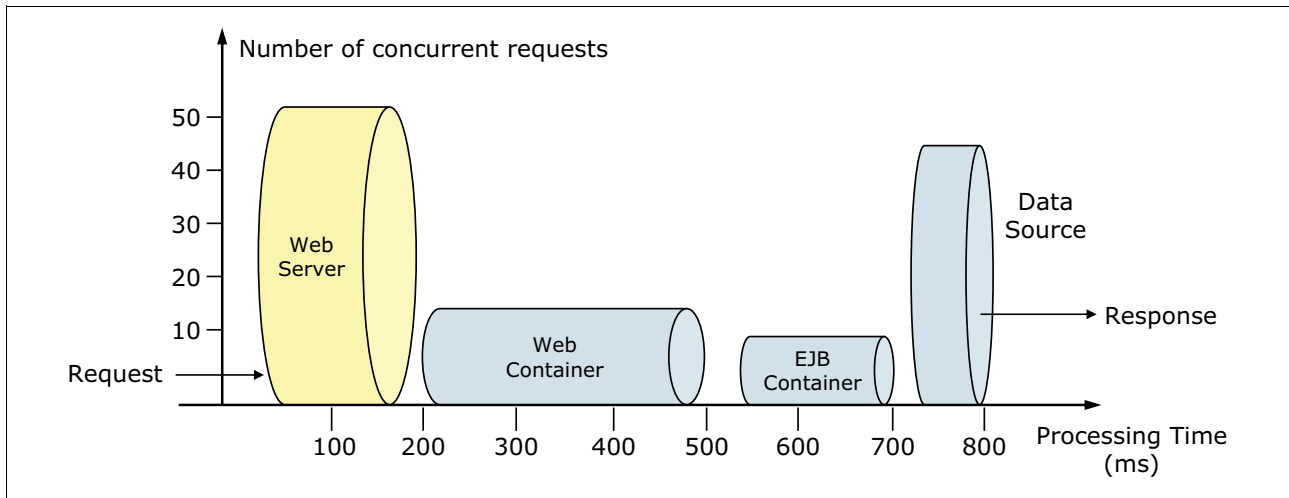 Number of concurrent requests
50
40
30
20
10
Web
Server
Web
Container
EJB
Container
Data
Source
Request
Response
100 200 300 400 500 600 700 800
Processing Time
(ms)